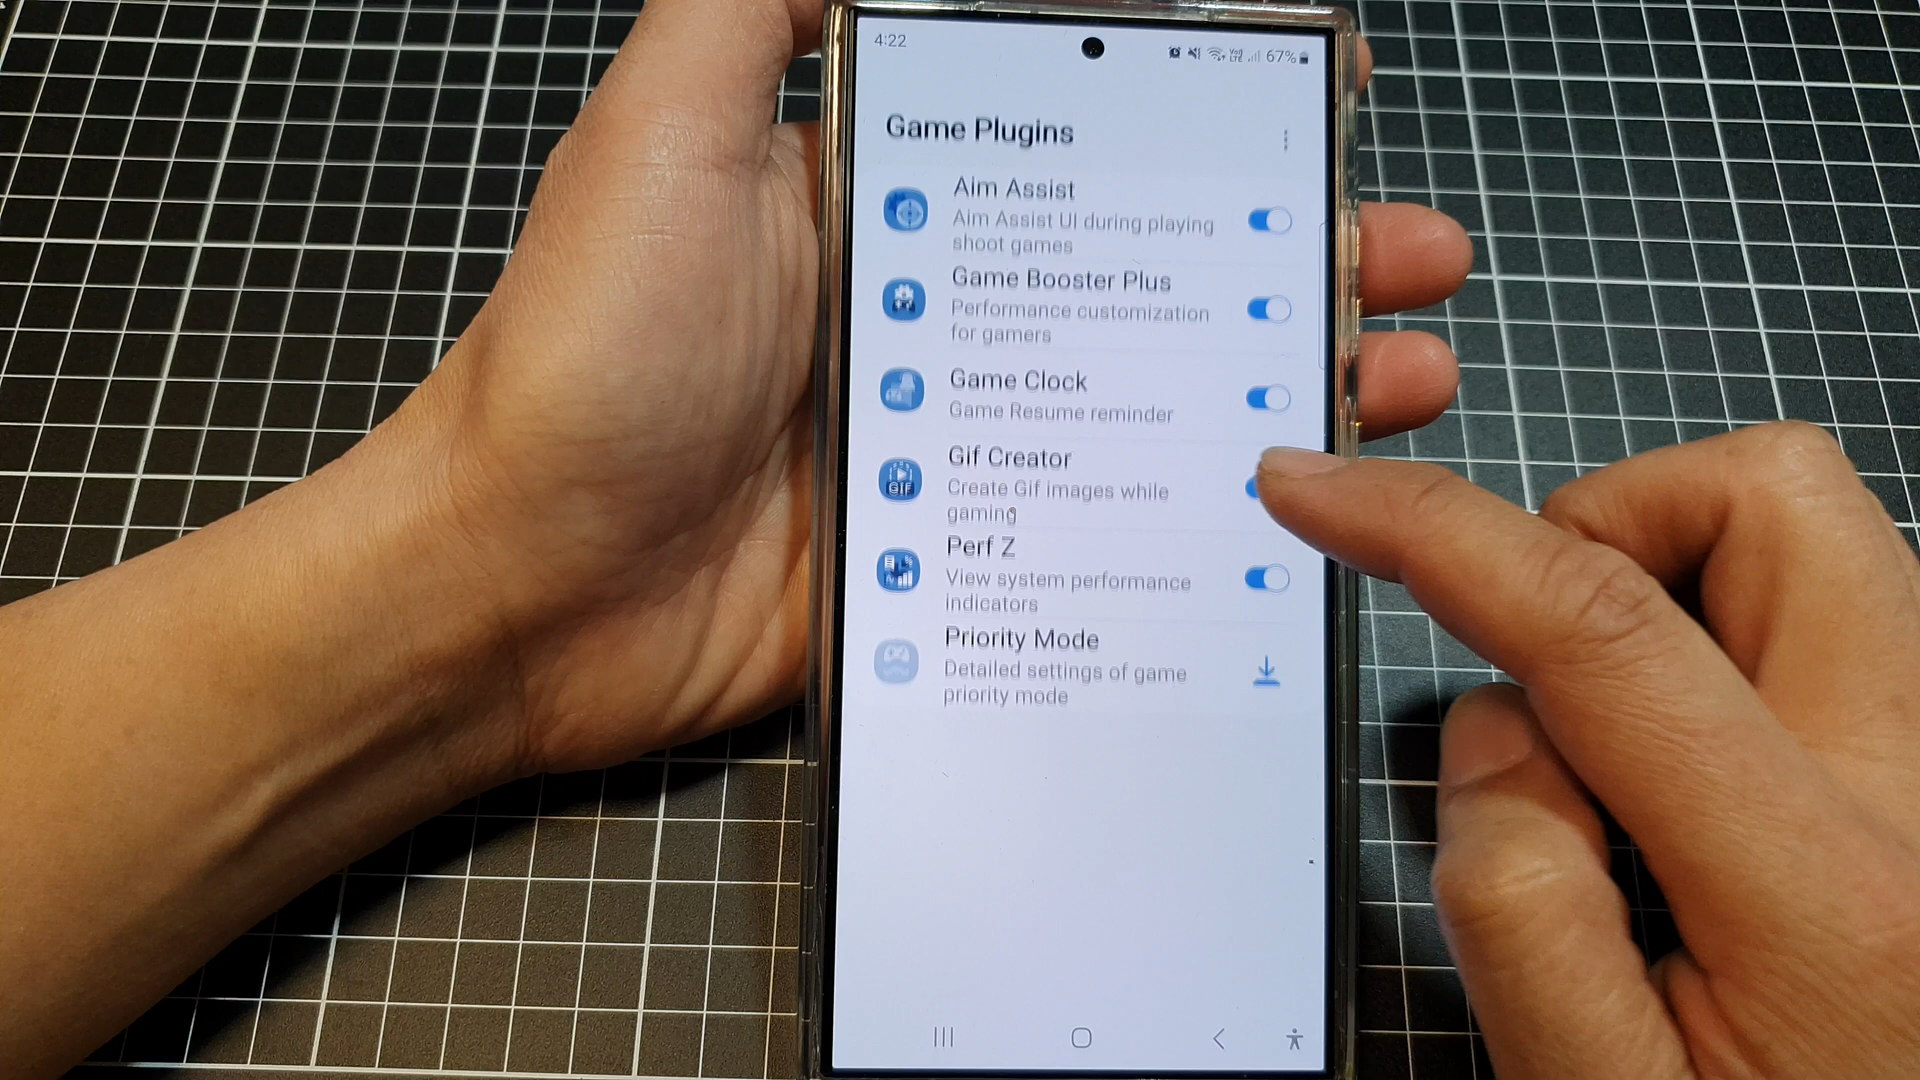 4:22
67%
Game Plugins
Aim Assist
Aim Assist UI during playing
shoot games
Game Booster Plus
Performance customization
for gamers
Game Clock
Game Resume reminder
Gif Creator
GIF
Create Gif images while
gaming
Perf Z
View system performance
indicators
Priority Mode
Detailed settings of game
priority mode